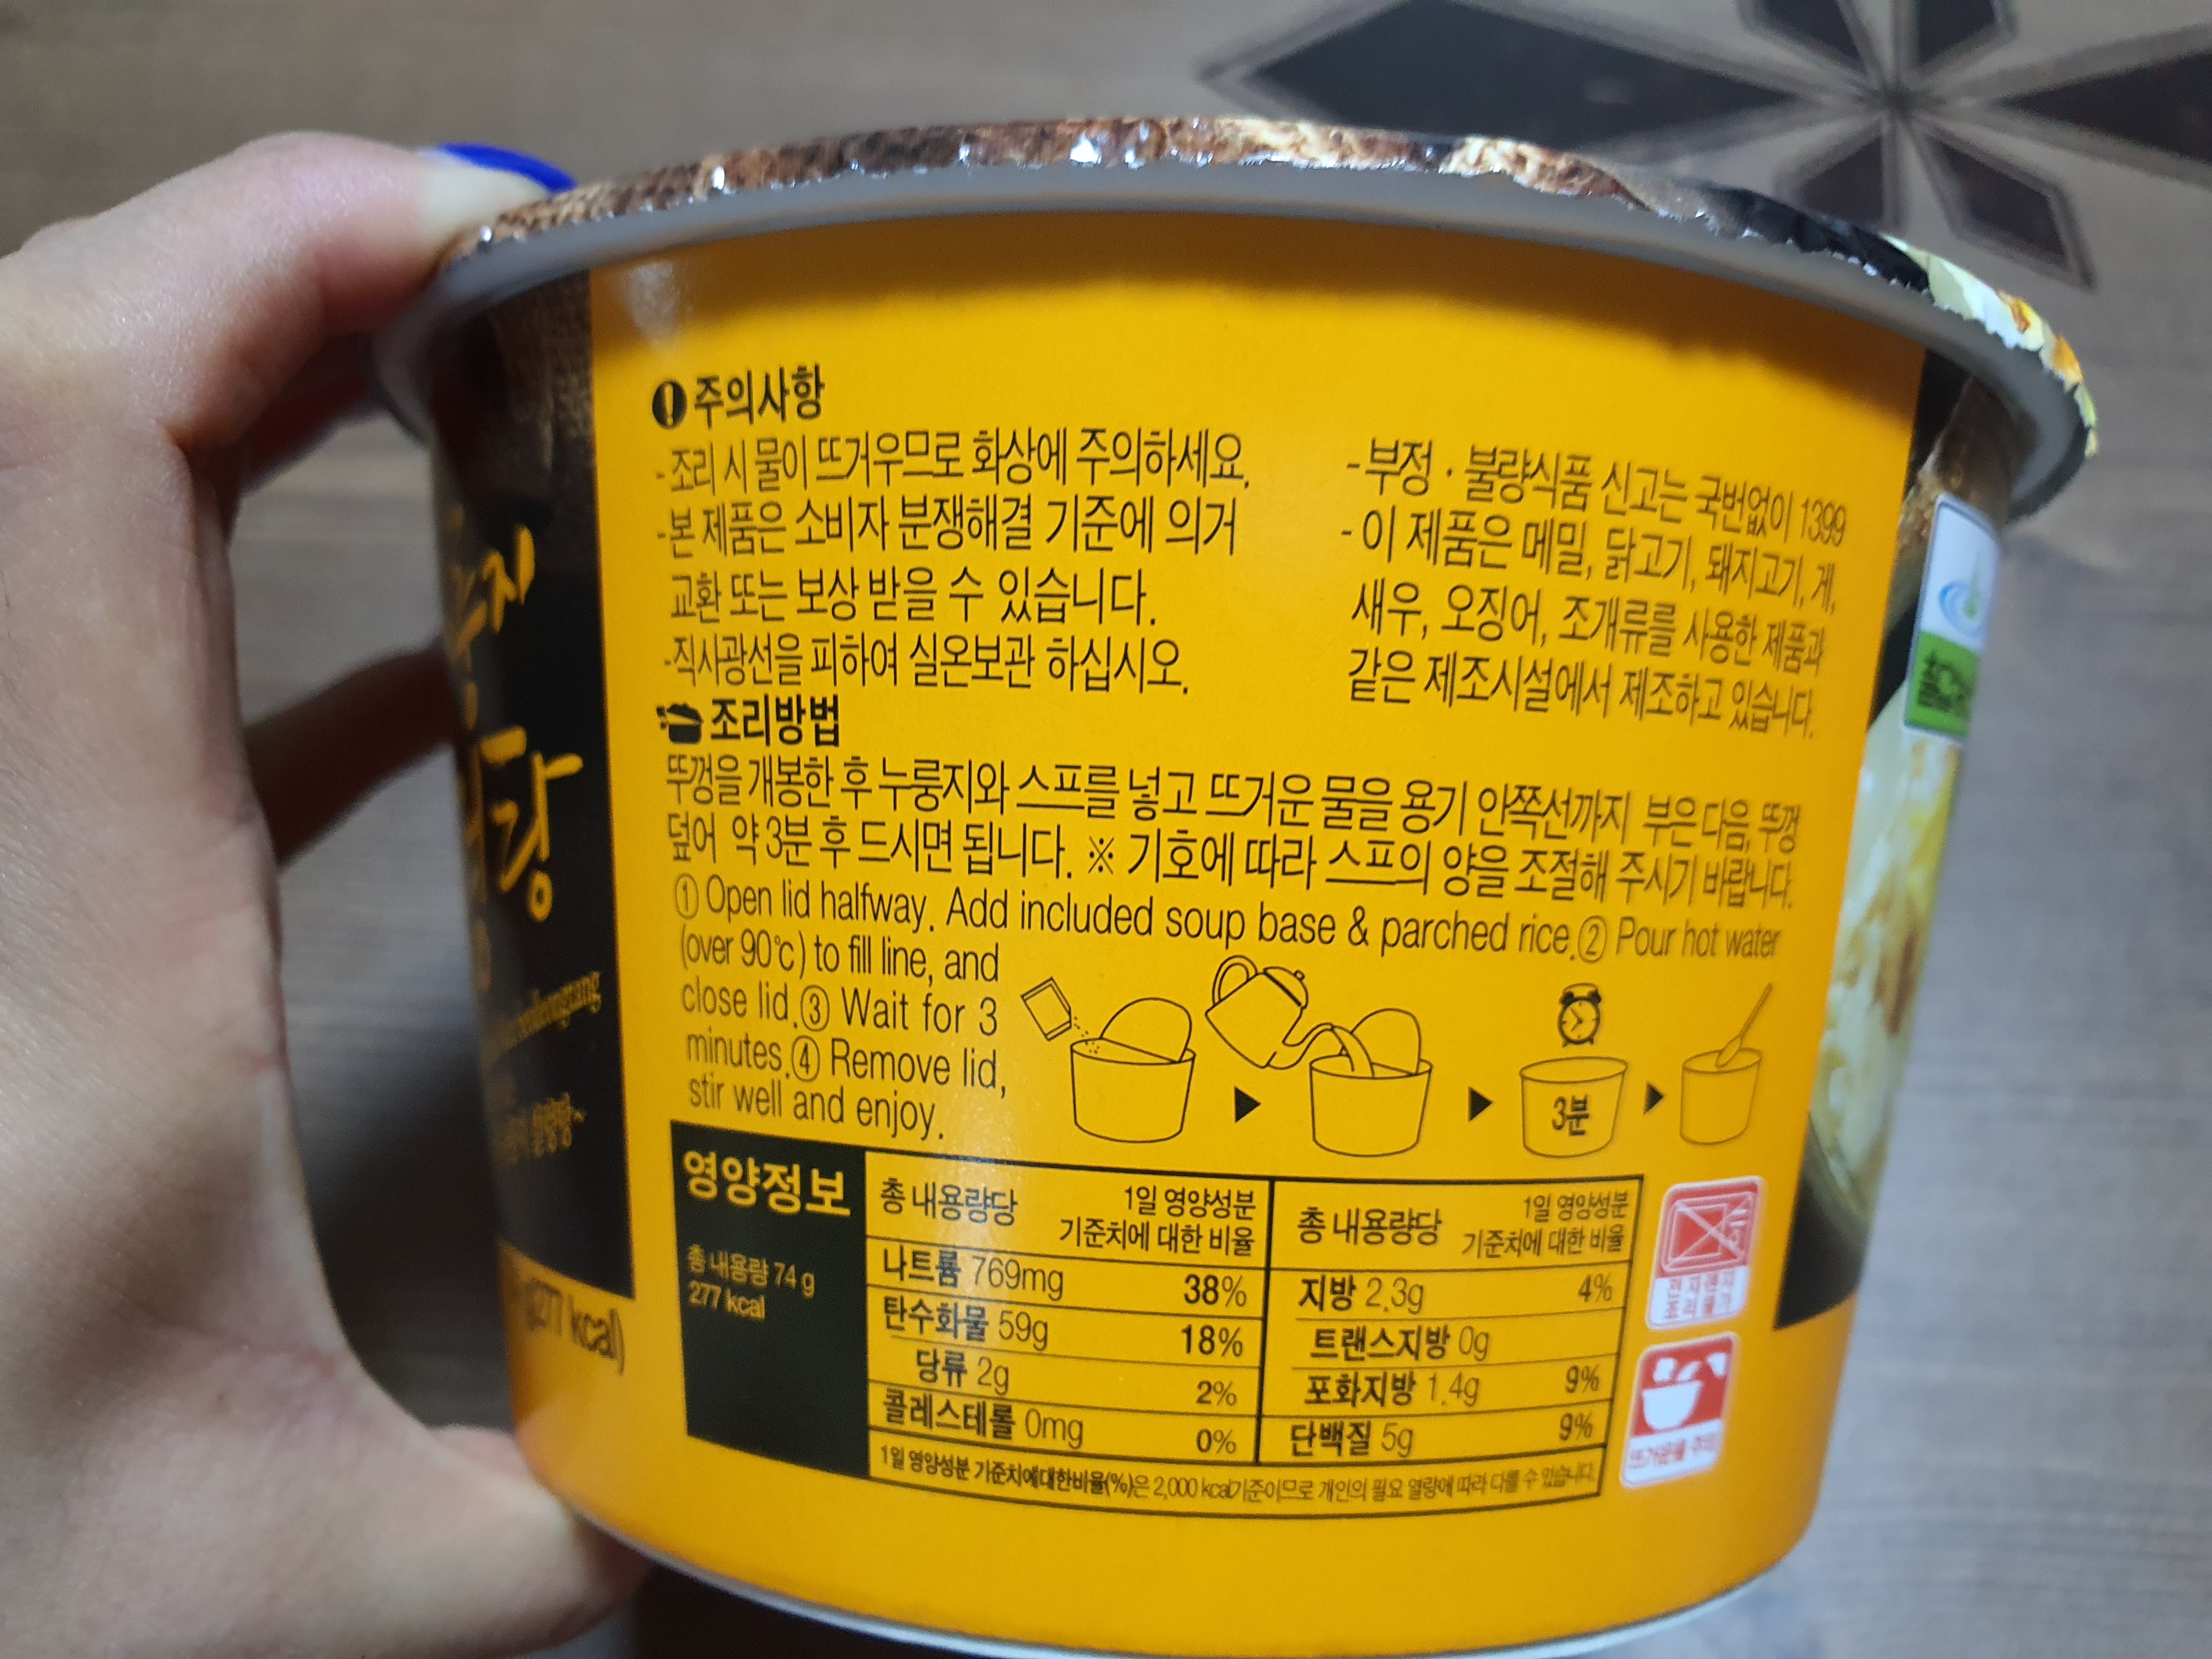 주의사항
-조리 시 물이 뜨거우므로 화상에 주의하세요.
-본 제품은 소비자 분쟁해결 기준에 의거
교환 또는 보상 받을 수 있습니다.
-직사광선을 피하여 실온보관 하십시오.
-부정·불량식품 신고는 국번없이 1399
-이 제품은 메밀, 닭고기, 돼지고기, 게,
새우, 오징어, 조개류를 사용한 제품과
같은 제조시설에서 제조하고 있습니다.
조리방법
뚜껑을 개봉한 후 누룽지와 스프를 넣고 뜨거운 물을 용기 안쪽선까지 부은 다음, 뚜껑
덮어 약 3분 후 드시면 됩니다. ※ 기호에 따라 스프의 양을 조절해 주시기 바랍니다.
① Open lid halfway. Add included soup base & parched rice.② Pour hot water
(over 90℃) to fill line, and
close lid.③ Wait for 3
minutes.④ Remove lid,
stir well and enjoy.
3분
영양정보
총 내용량 74 g
277 kcal
총 내용량당 1일 영양성분
기준치에 대한 비율
나트륨 769mg 38%
탄수화물 59g 18%
당류 2g 2%
콜레스테롤 0mg 0%
총 내용량당 1일 영양성분
기준치에 대한 비율
지방 2.3g 4%
트랜스지방 0g
포화지방 1.4g 9%
단백질 5g 9%
1일 영양성분 기준치에대한비율(%)은 2,000 kcal기준이므로 개인의 필요 열량에 따라 다를 수 있습니다.
뜨거운물 주의
277 kcal)